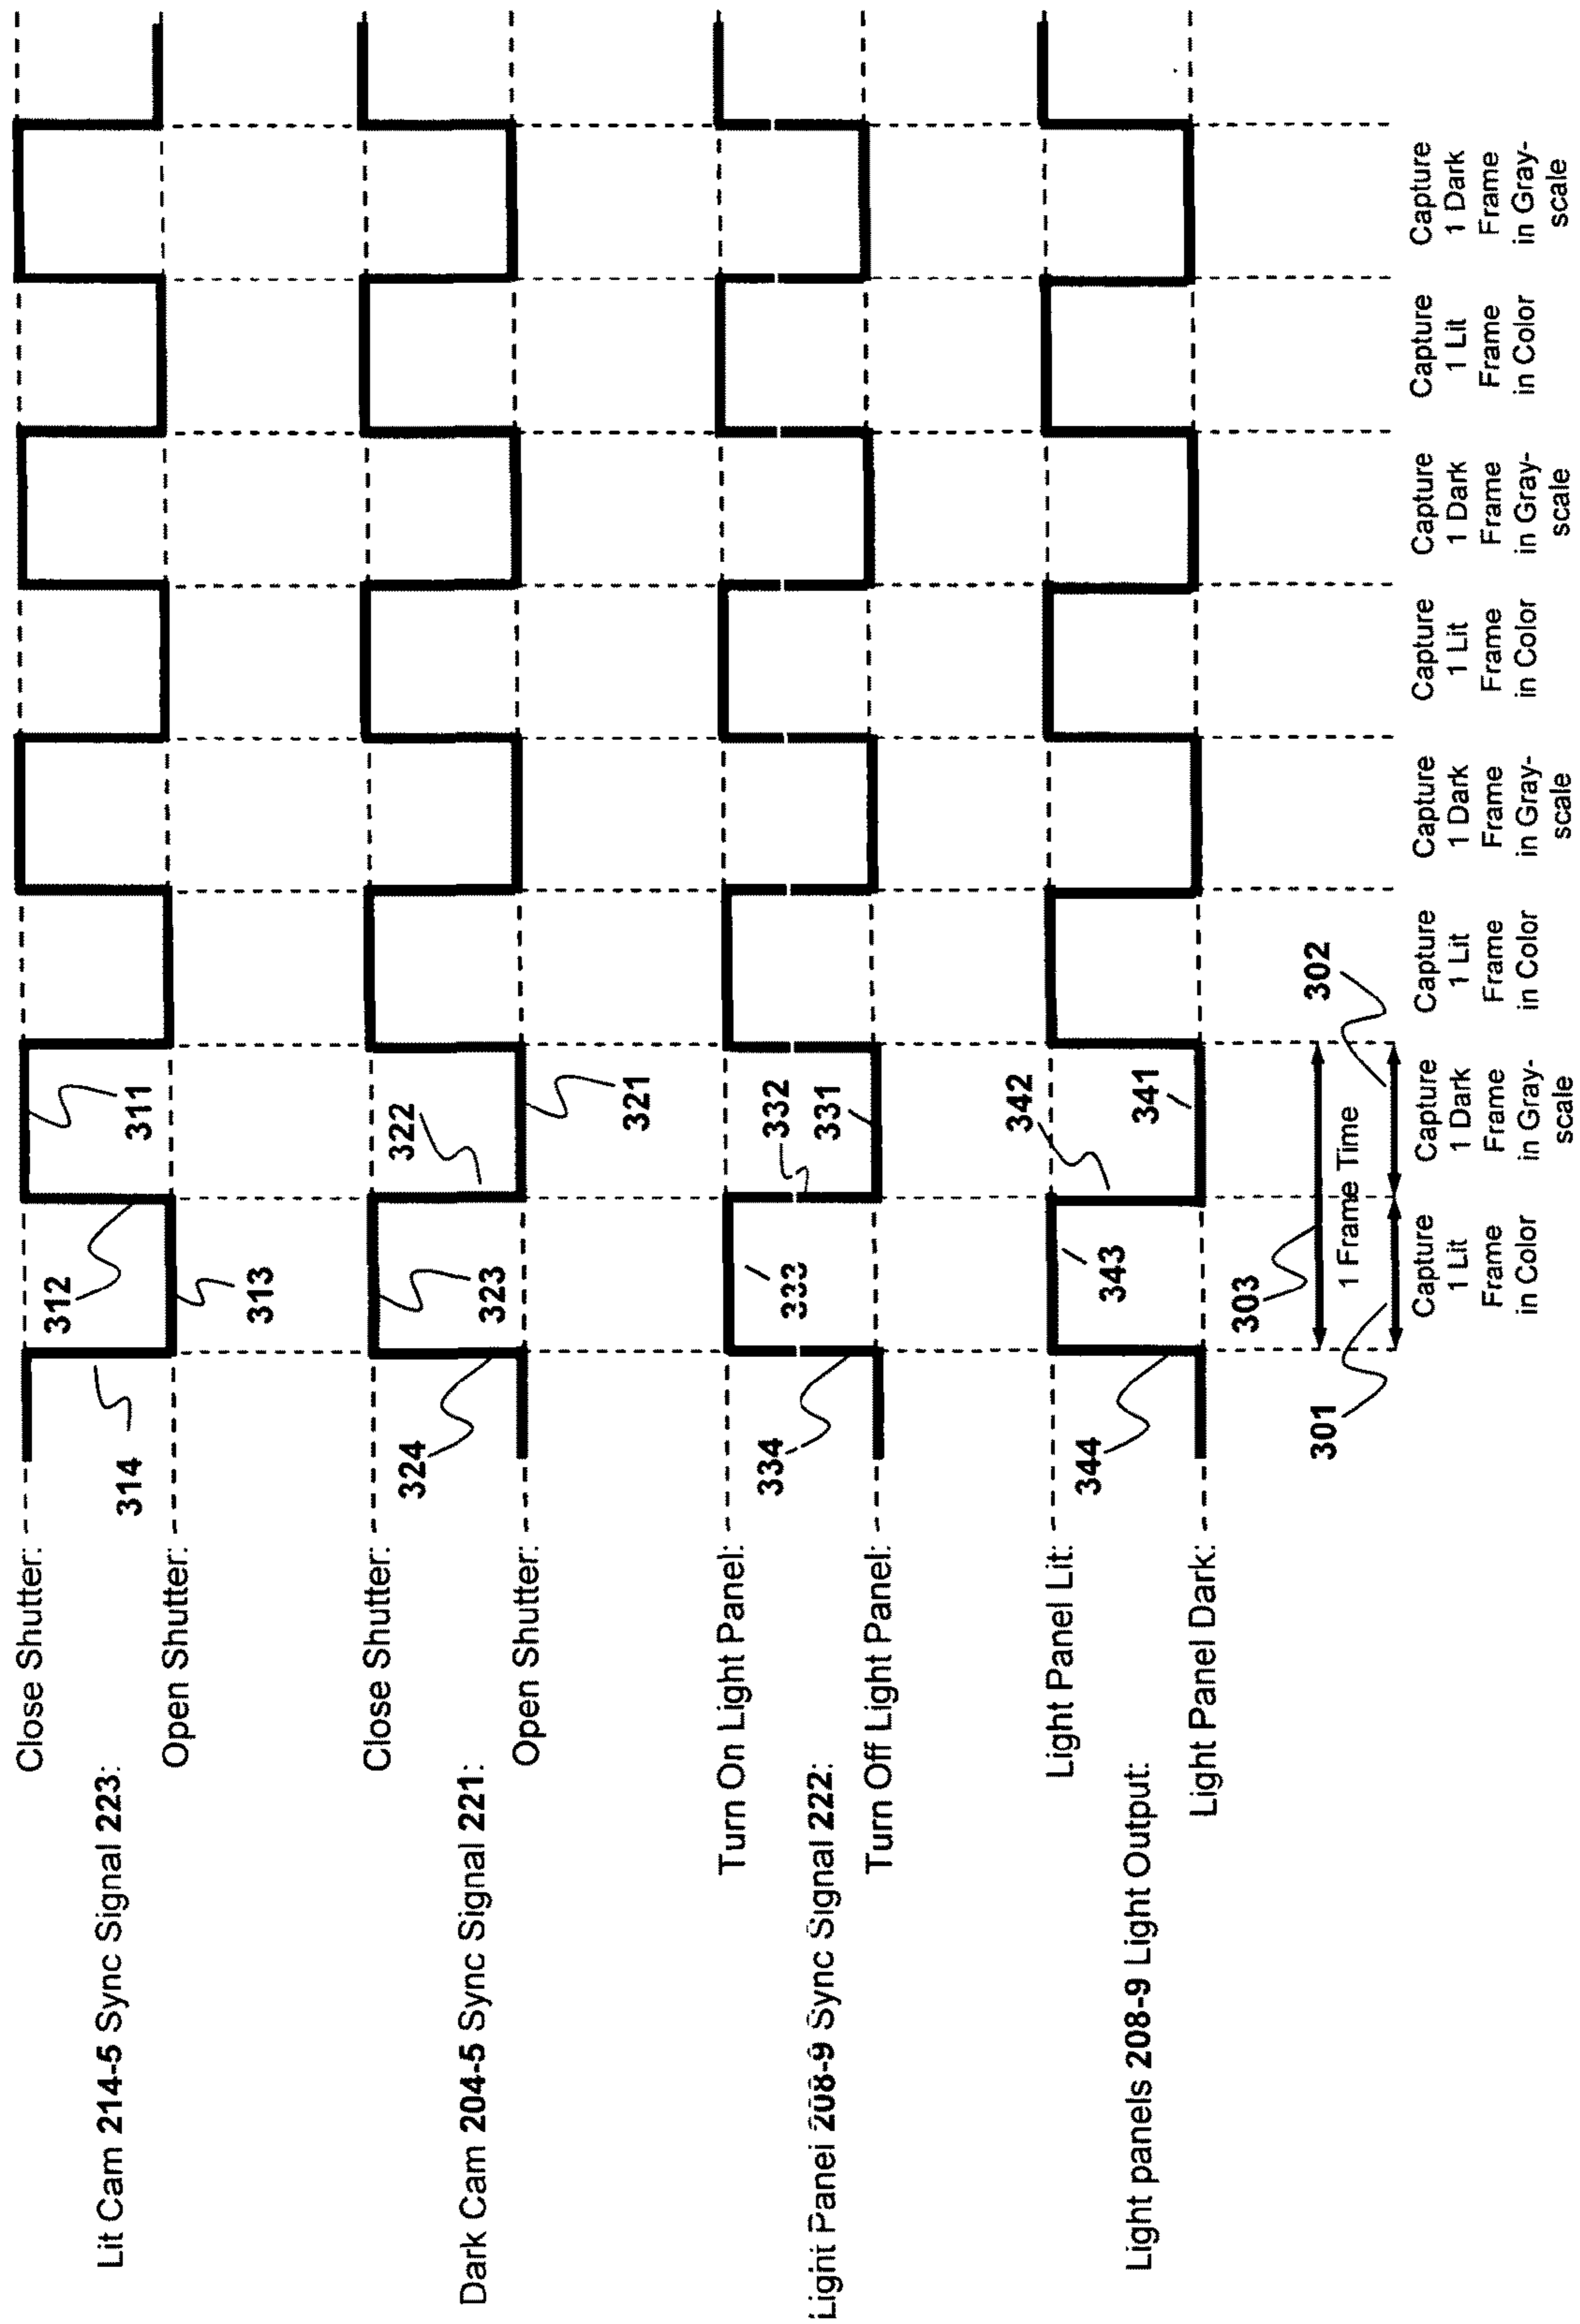 Close Shutter:
Lit Cam 214-5 Sync Signal 223:
Open Shutter:
314
312
313
311
Close Shutter:
Dark Cam 204-5 Sync Signal 221:
Open Shutter:
324
323
322
321
Turn On Light Panel:
Light Panel 208-9 Sync Signal 222:
Turn Off Light Panel:
334
333
332
331
Light Panel Lit:
Light panels 208-9 Light Output:
Light Panel Dark:
344
343
342
341
303
1 Frame Time
301
302
Capture
1 Lit
Frame
in Color
Capture
1 Dark
Frame
in Gray-
scale
Capture
1 Lit
Frame
in Color
Capture
1 Dark
Frame
in Gray-
scale
Capture
1 Lit
Frame
in Color
Capture
1 Dark
Frame
in Gray-
scale
Capture
1 Lit
Frame
in Color
Capture
1 Dark
Frame
in Gray-
scale